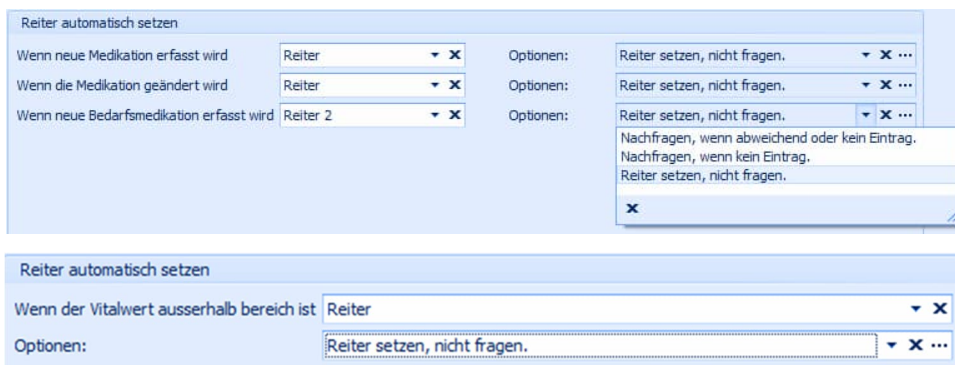 Reiter automatisch setzen
Wenn neue Medikation erfasst wird Reiter Optionen: Reiter setzen, nicht fragen.
Wenn die Medikation geändert wird Reiter Optionen: Reiter setzen, nicht fragen.
Wenn neue Bedarfsmedikation erfasst wird Reiter 2 Optionen: Reiter setzen, nicht fragen.
Nachfragen, wenn abweichend oder kein Eintrag.
Nachfragen, wenn kein Eintrag.
Reiter setzen, nicht fragen.
Reiter automatisch setzen
Wenn der Vitalwert ausserhalb bereich ist Reiter
Optionen: Reiter setzen, nicht fragen.